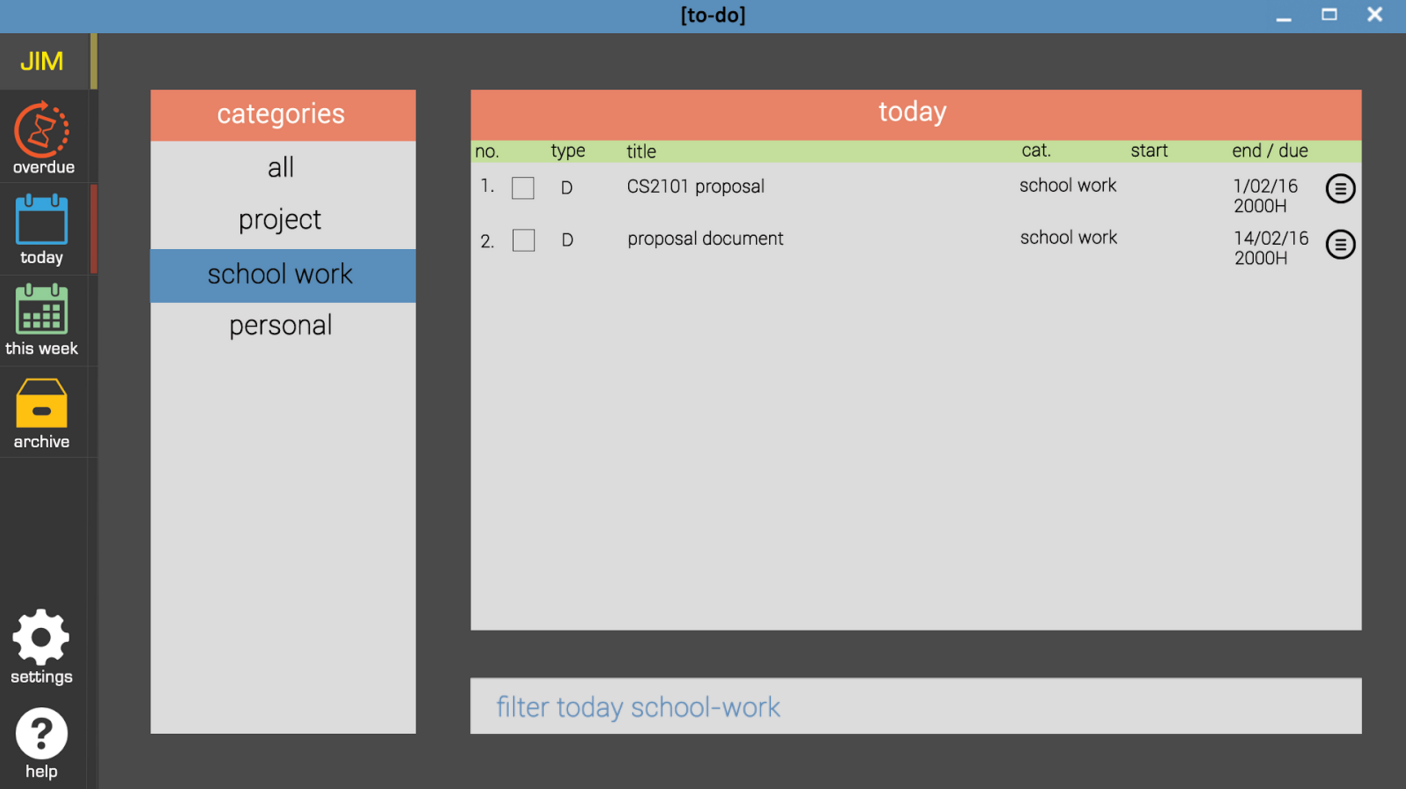 [to-do]
JIM
overdue
today
this week
archive
settings
help
categories
all
project
school work
personal
today
no. type title cat. start end / due
1. D CS2101 proposal school work 1/02/16
2000H
2. D proposal document school work 14/02/16
2000H
filter today school-work